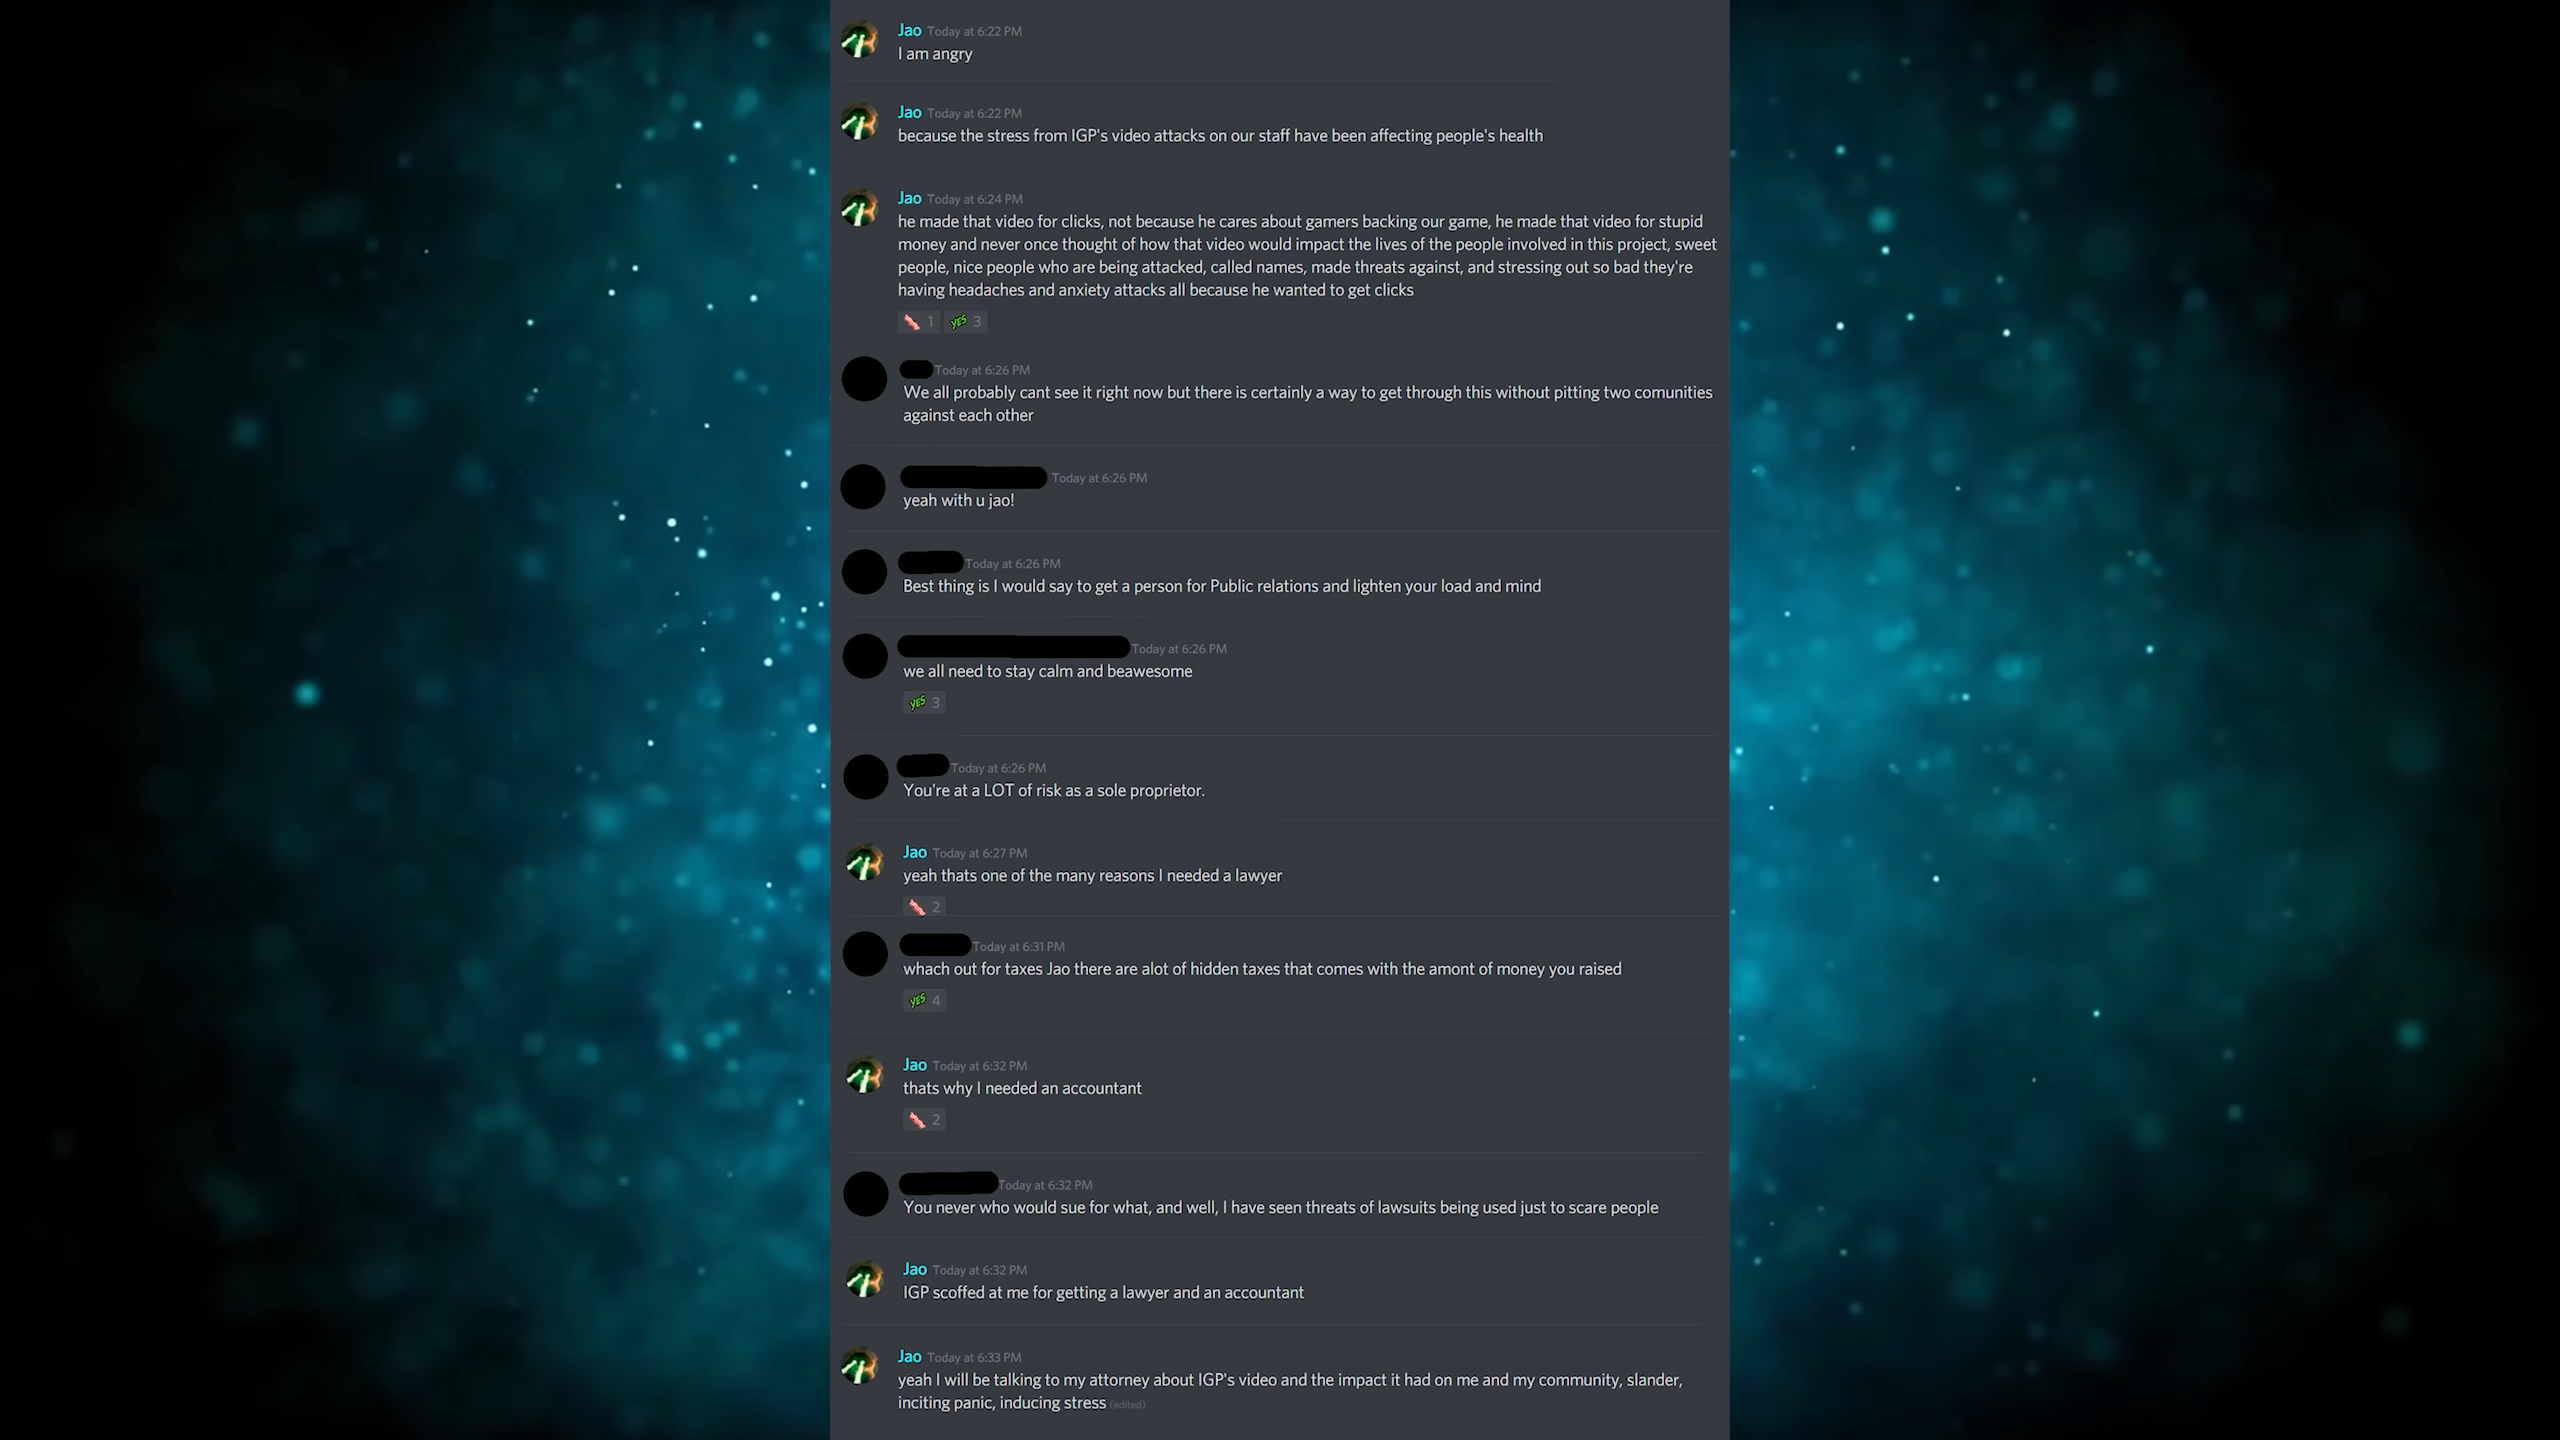 Jao Today at 6:22 PM
I am angry
Jao Today at 6:22 PM
because the stress from IGP's video attacks on our staff have been affecting people's health
Jao Today at 6:24 PM
he made that video for clicks, not because he cares about gamers backing our game, he made that video for stupid
money and never once thought of how that video would impact the lives of the people involved in this project, sweet
people, nice people who are being attacked, called names, made threats against, and stressing out so bad they're
having headaches and anxiety attacks all because he wanted to get clicks
1 YES 3
Today at 6:26 PM
We all probably cant see it right now but there is certainly a way to get through this without pitting two comunities
against each other
Today at 6:26 PM
yeah with u jao!
Today at 6:26 PM
Best thing is I would say to get a person for Public relations and lighten your load and mind
Today at 6:26 PM
we all need to stay calm and beawesome
YES 3
Today at 6:26 PM
You're at a LOT of risk as a sole proprietor.
Jao Today at 6:27 PM
yeah thats one of the many reasons I needed a lawyer
2
Today at 6:31 PM
whach out for taxes Jao there are alot of hidden taxes that comes with the amont of money you raised
YES 4
Jao Today at 6:32 PM
thats why I needed an accountant
2
Today at 6:32 PM
You never who would sue for what, and well, I have seen threats of lawsuits being used just to scare people
Jao Today at 6:32 PM
IGP scoffed at me for getting a lawyer and an accountant
Jao Today at 6:33 PM
yeah I will be talking to my attorney about IGP's video and the impact it had on me and my community, slander,
inciting panic, inducing stress (edited)